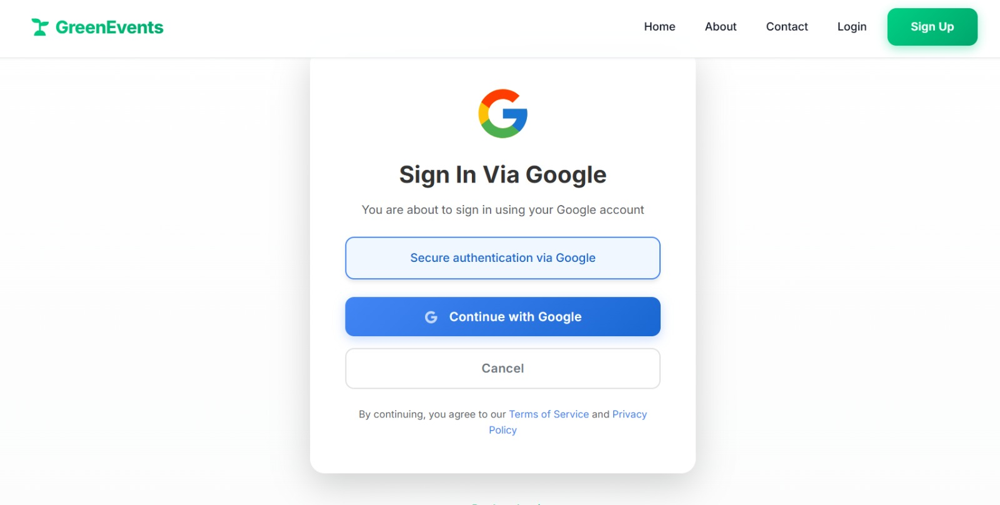 GreenEvents
Home
About
Contact
Login
Sign Up
Sign In Via Google
You are about to sign in using your Google account
Secure authentication via Google
Continue with Google
Cancel
By continuing, you agree to our Terms of Service and Privacy
Policy